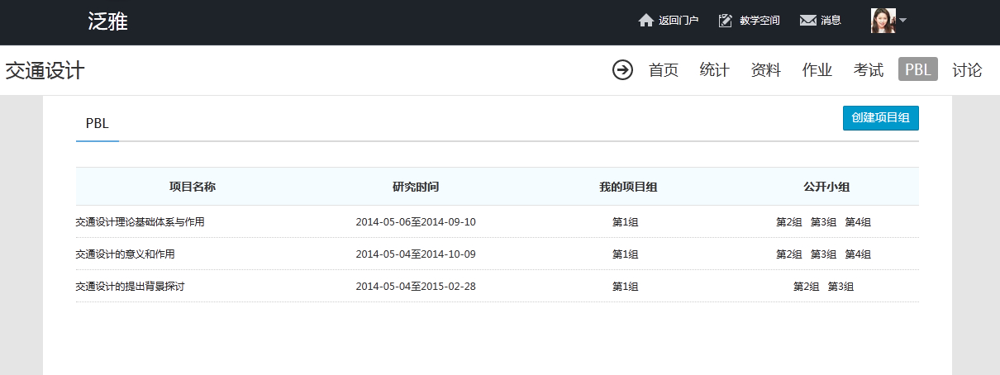 泛雅 返回门户 教学空间 消息
交通设计 首页 统计 资料 作业 考试 PBL 讨论
PBL 创建项目组
项目名称 研究时间 我的项目组 公开小组
交通设计理论基础体系与作用 2014-05-06至2014-09-10 第1组 第2组 第3组 第4组
交通设计的意义和作用 2014-05-04至2014-10-09 第1组 第2组 第3组 第4组
交通设计的提出背景探讨 2014-05-04至2015-02-28 第1组 第2组 第3组